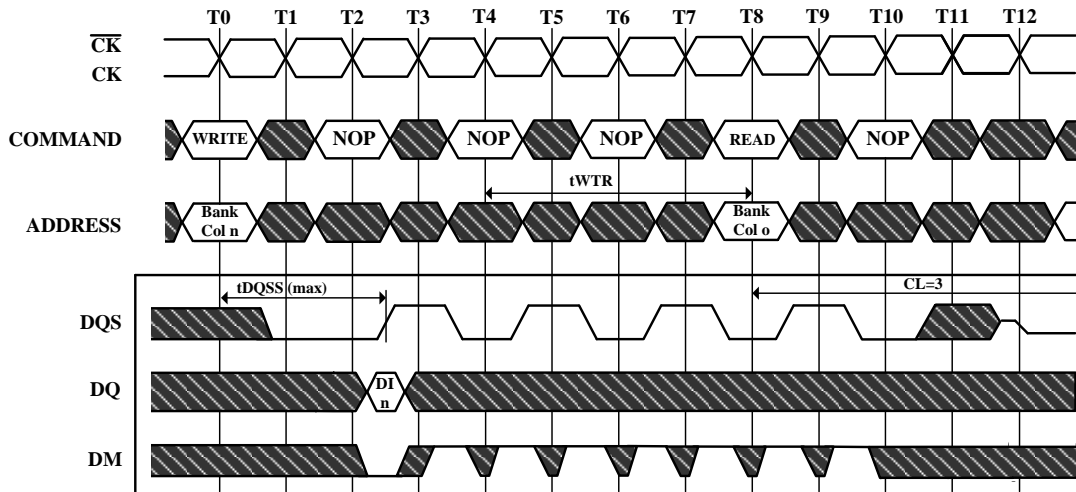 T0 T1 T2 T3 T4 T5 T6 T7 T8 T9 T10 T11 T12
CK
CK
COMMAND WRITE NOP NOP NOP READ NOP
tWTR
ADDRESS Bank Col n Bank Col o
tDQSS (max) CL=3
DQS
DQ DI n
DM